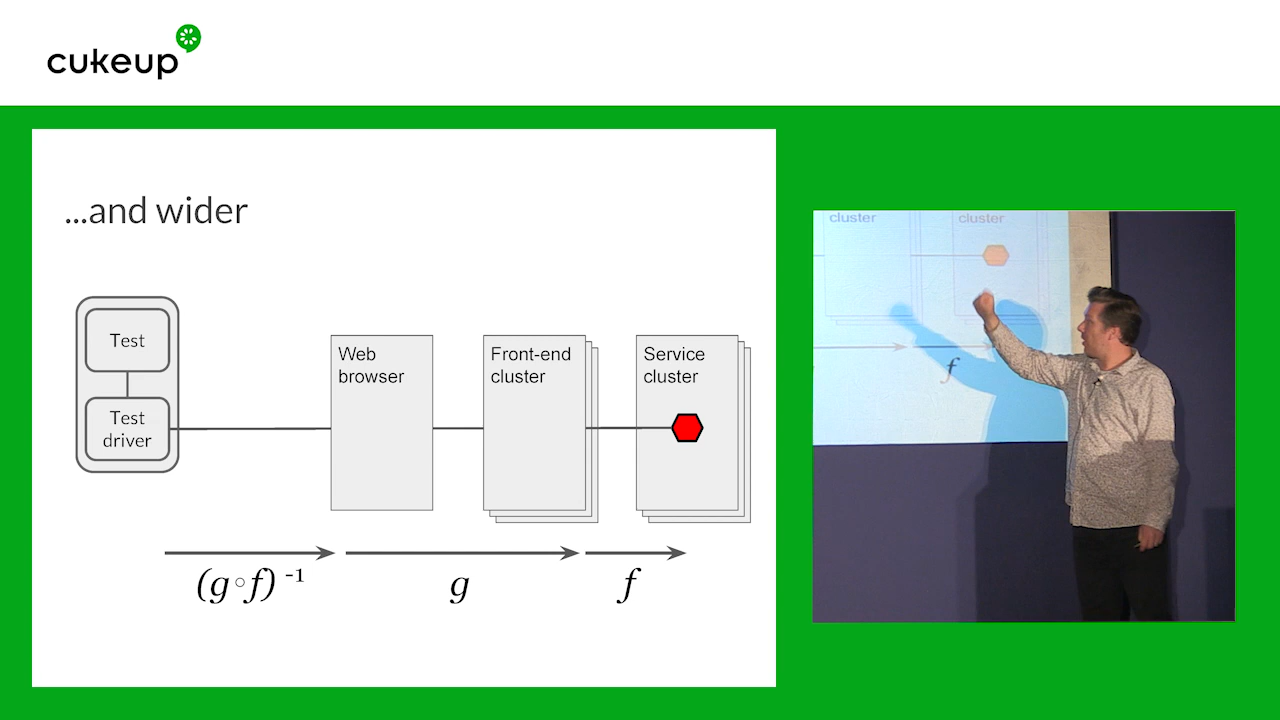 cukeup
...and wider
Test
Test
driver
Web
browser
Front-end
cluster
Service
cluster
(g∘f) -1
g
f
cluster
cluster
f